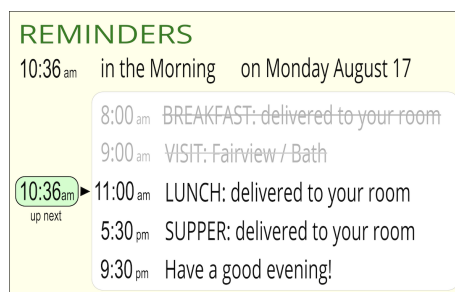 REMINDERS
10:36 am in the Morning on Monday August 17
8:00 am BREAKFAST: delivered to your room
9:00 am VISIT: Fairview / Bath
10:36am 11:00 am LUNCH: delivered to your room
up next
5:30 pm SUPPER: delivered to your room
9:30 pm Have a good evening!